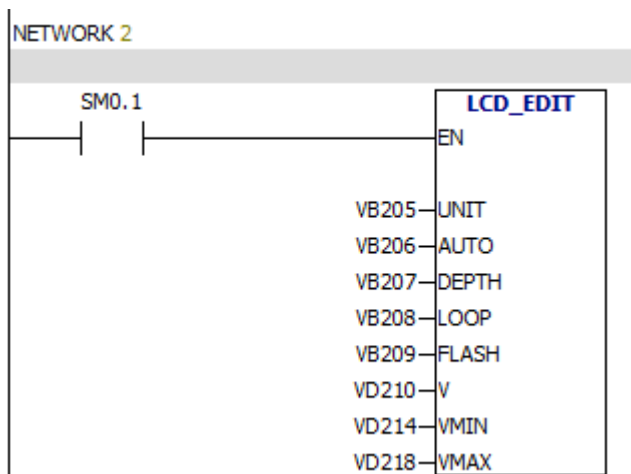 NETWORK 2
SM0.1
LCD_EDIT
EN
VB205 UNIT
VB206 AUTO
VB207 DEPTH
VB208 LOOP
VB209 FLASH
VD210 V
VD214 VMIN
VD218 VMAX